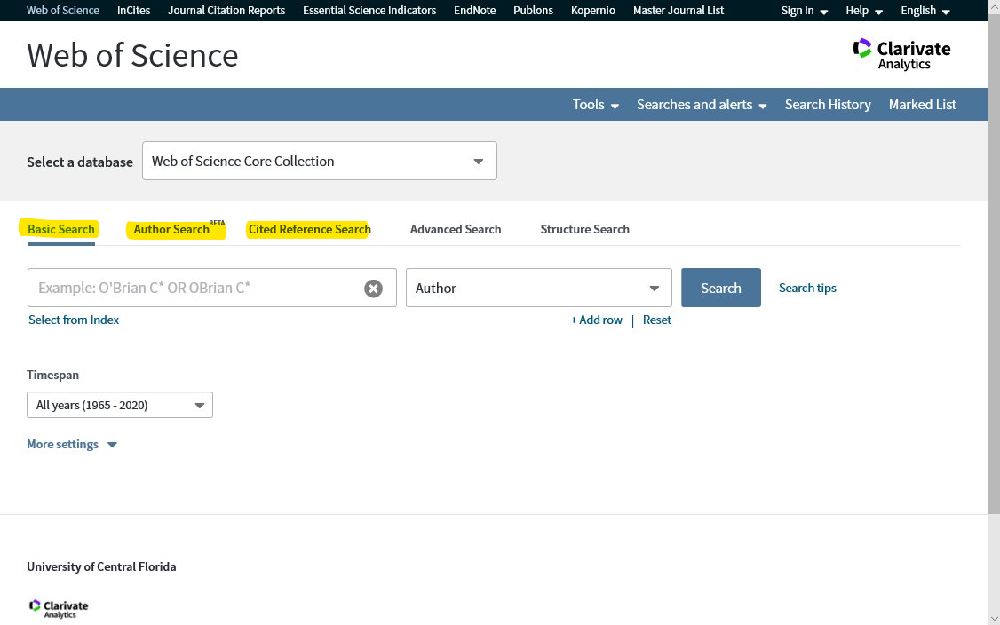 Web of Science InCites Journal Citation Reports Essential Science Indicators EndNote Publons Kopernio Master Journal List Sign In Help English
Web of Science
Clarivate
Analytics
Tools Searches and alerts Search History Marked List
Select a database Web of Science Core Collection
Basic Search Author Search BETA Cited Reference Search Advanced Search Structure Search
Example: O'Brian C* OR OBrian C* Author Search Search tips
Select from Index + Add row | Reset
Timespan
All years (1965 - 2020)
More settings
University of Central Florida
Clarivate
Analytics